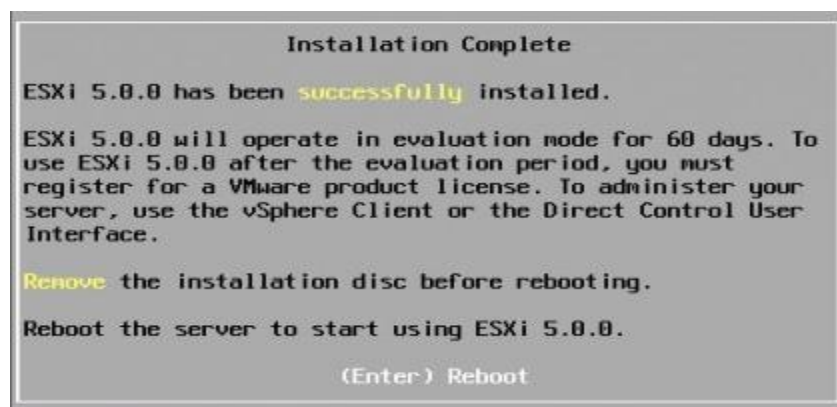 Installation Complete
ESXi 5.0.0 has been successfully installed.
ESXi 5.0.0 will operate in evaluation mode for 60 days. To
use ESXi 5.0.0 after the evaluation period, you must
register for a VMware product license. To administer your
server, use the vSphere Client or the Direct Control User
Interface.
Remove the installation disc before rebooting.
Reboot the server to start using ESXi 5.0.0.
(Enter) Reboot